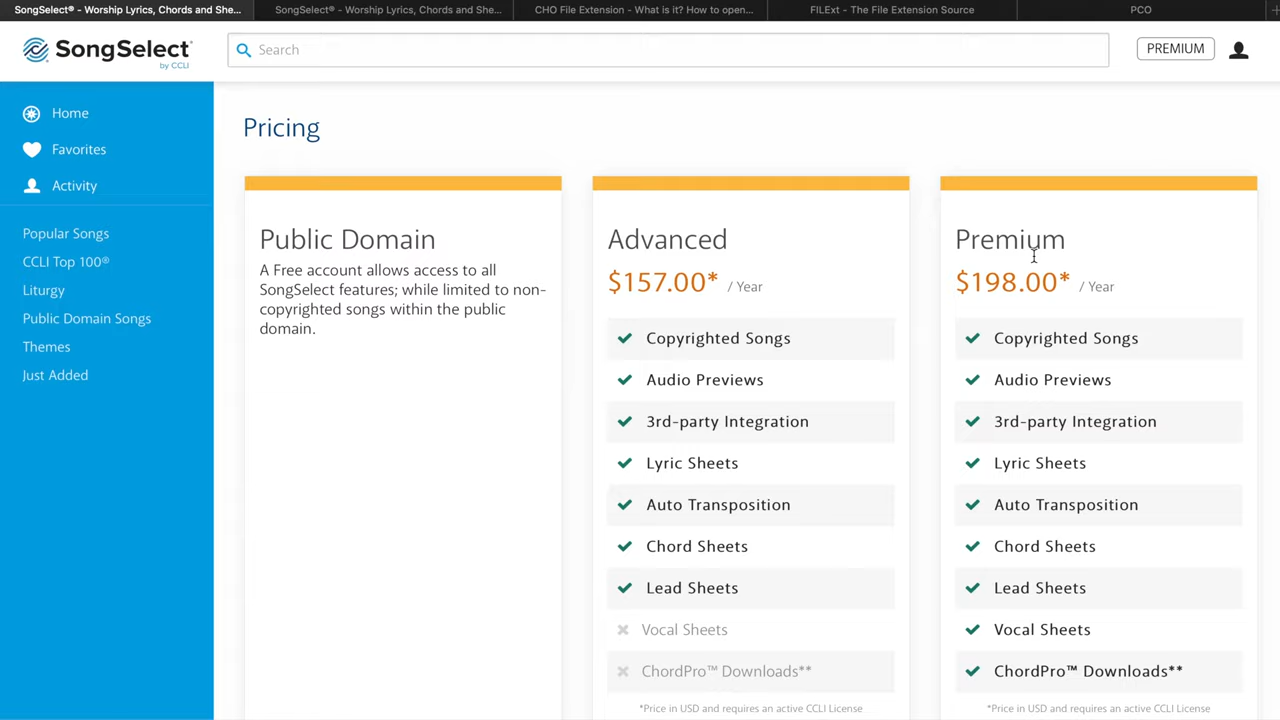 SongSelect® - Worship Lyrics, Chords and She...
SongSelect® - Worship Lyrics, Chords and She...
CHO File Extension - What is it? How to open...
FILExt - The File Extension Source
PCO
SongSelect®
by CCLI
Search
PREMIUM
Home
Favorites
Activity
Popular Songs
CCLI Top 100®
Liturgy
Public Domain Songs
Themes
Just Added
Pricing
Public Domain
A Free account allows access to all
SongSelect features; while limited to non-
copyrighted songs within the public
domain.
Advanced
$157.00* / Year
Copyrighted Songs
Audio Previews
3rd-party Integration
Lyric Sheets
Auto Transposition
Chord Sheets
Lead Sheets
Vocal Sheets
ChordPro™ Downloads**
*Price in USD and requires an active CCLI License
Premium
$198.00* / Year
Copyrighted Songs
Audio Previews
3rd-party Integration
Lyric Sheets
Auto Transposition
Chord Sheets
Lead Sheets
Vocal Sheets
ChordPro™ Downloads**
*Price in USD and requires an active CCLI License